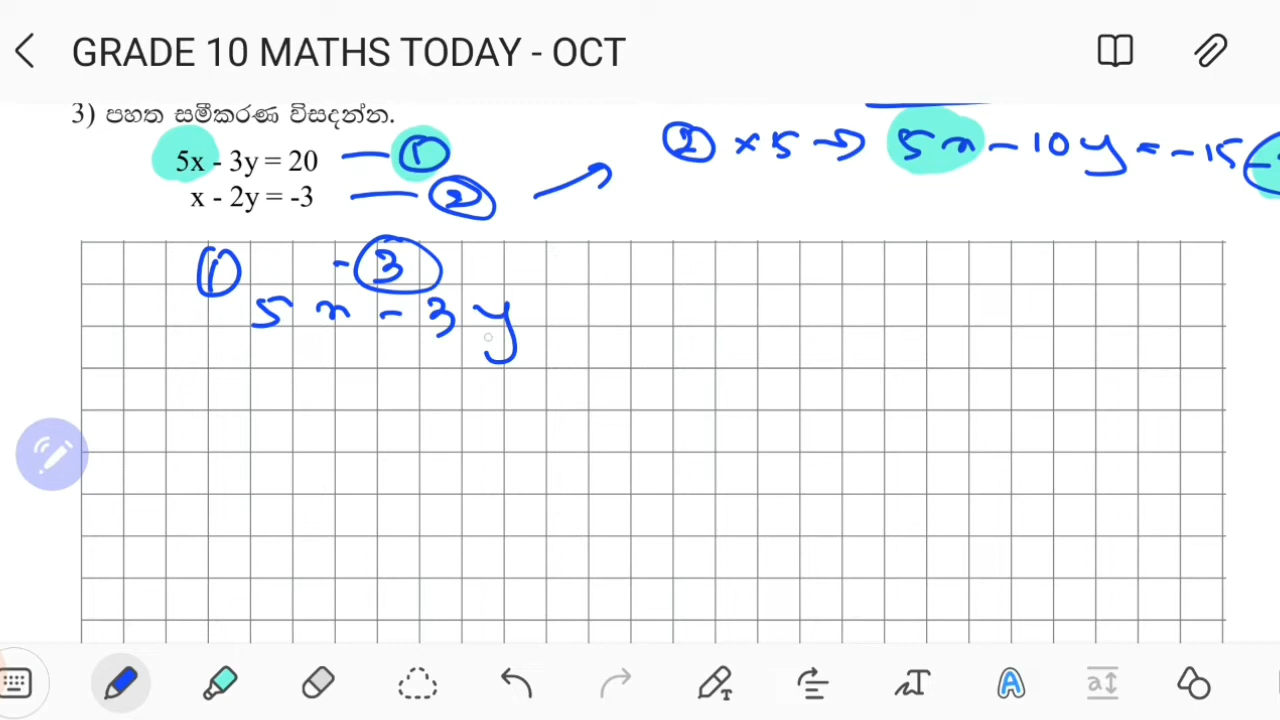 GRADE 10 MATHS TODAY - OCT
3) පහත සමීකරණ විසදන්න.
5x - 3y = 20 — ①
x - 2y = -3 — ②
② × 5 → 5x - 10y = -15
① - ③
5x - 3y